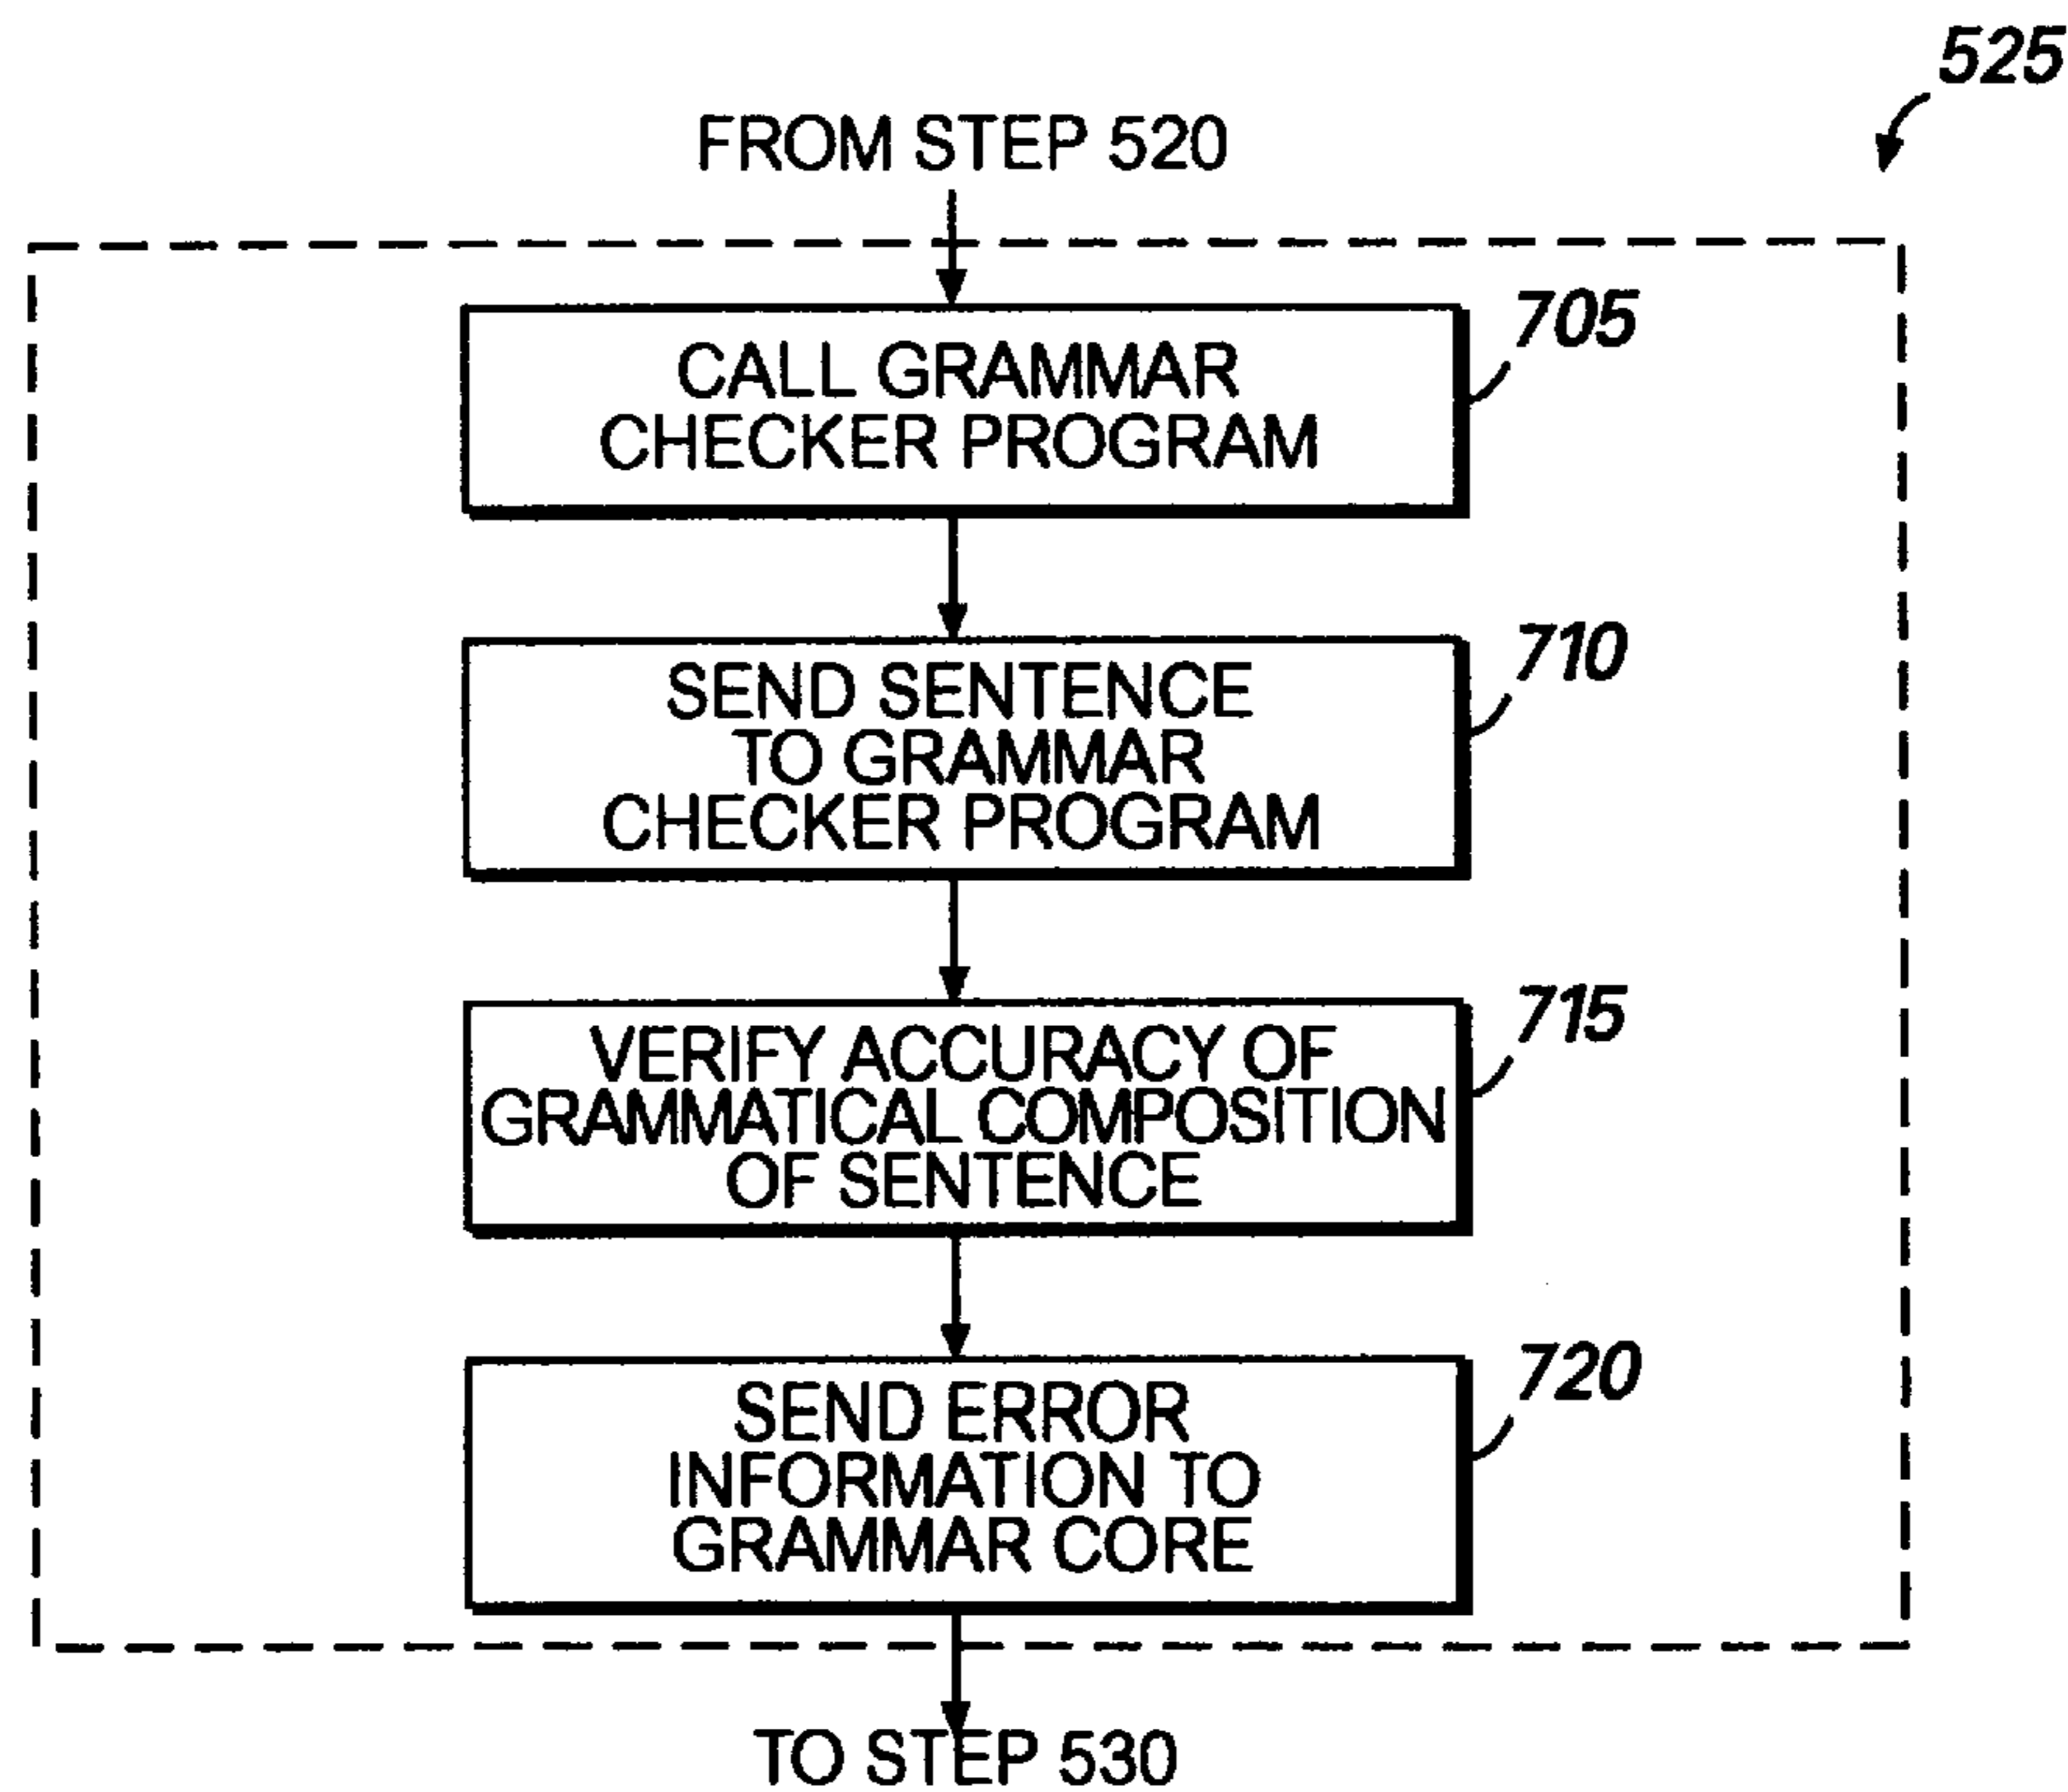 525
FROM STEP 520
705
CALL GRAMMAR
CHECKER PROGRAM
710
SEND SENTENCE
TO GRAMMAR
CHECKER PROGRAM
715
VERIFY ACCURACY OF
GRAMMATICAL COMPOSITION
OF SENTENCE
720
SEND ERROR
INFORMATION TO
GRAMMAR CORE
TO STEP 530